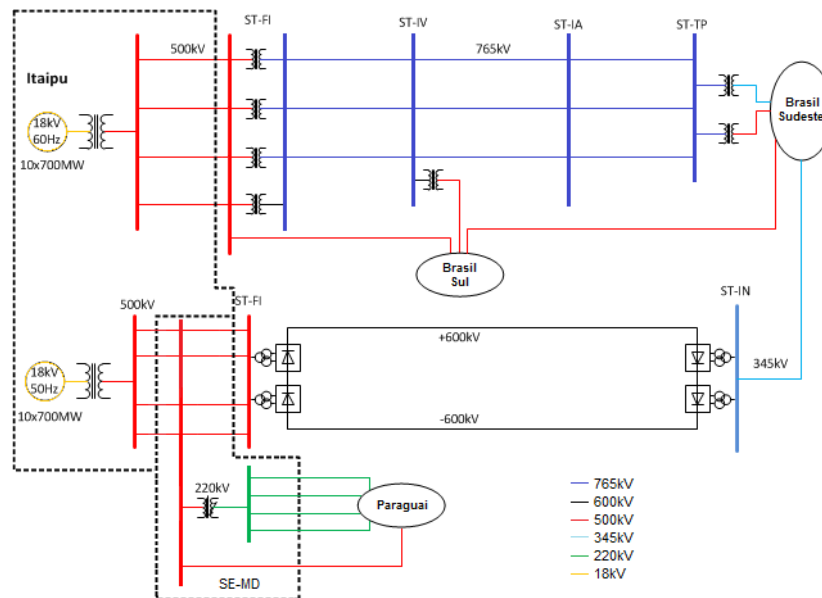 ST-FI
ST-IV
ST-IA
ST-TP
500kV
765kV
Itaipu
18kV
60Hz
10x700MW
Brasil
Sudeste
Brasil
Sul
500kV
ST-FI
ST-IN
+600kV
345kV
18kV
50Hz
10x700MW
-600kV
220kV
Paraguai
SE-MD
765kV
600kV
500kV
345kV
220kV
18kV